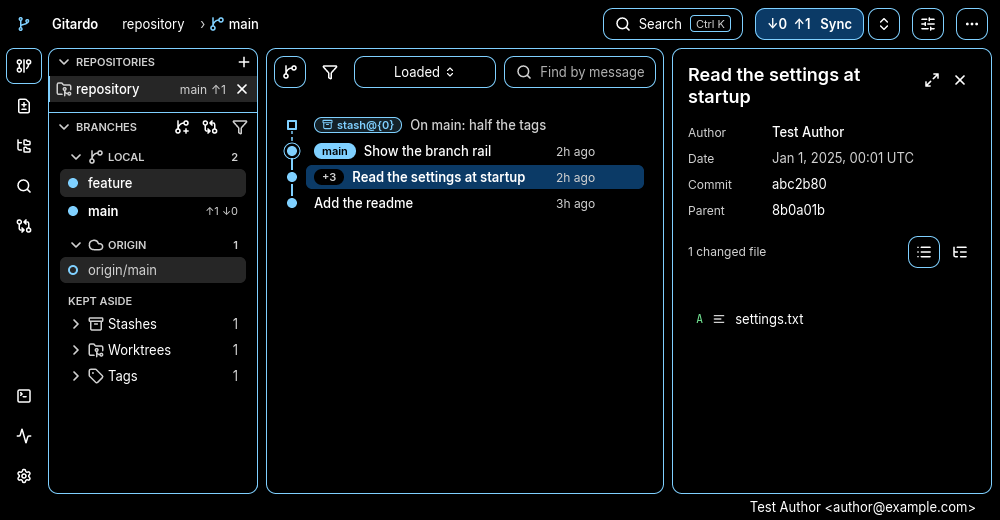 Gitardo repository › main Search Ctrl K ↓0 ↑1 Sync
REPOSITORIES
repository main ↑1
BRANCHES
LOCAL 2
feature
main ↑1 ↓0
ORIGIN 1
origin/main
KEPT ASIDE
Stashes 1
Worktrees 1
Tags 1
Loaded Find by message
stash@{0} On main: half the tags
main Show the branch rail 2h ago
+3 Read the settings at startup 2h ago
Add the readme 3h ago
Read the settings at
startup
Author Test Author
Date Jan 1, 2025, 00:01 UTC
Commit abc2b80
Parent 8b0a01b
1 changed file
A settings.txt
Test Author <author@example.com>